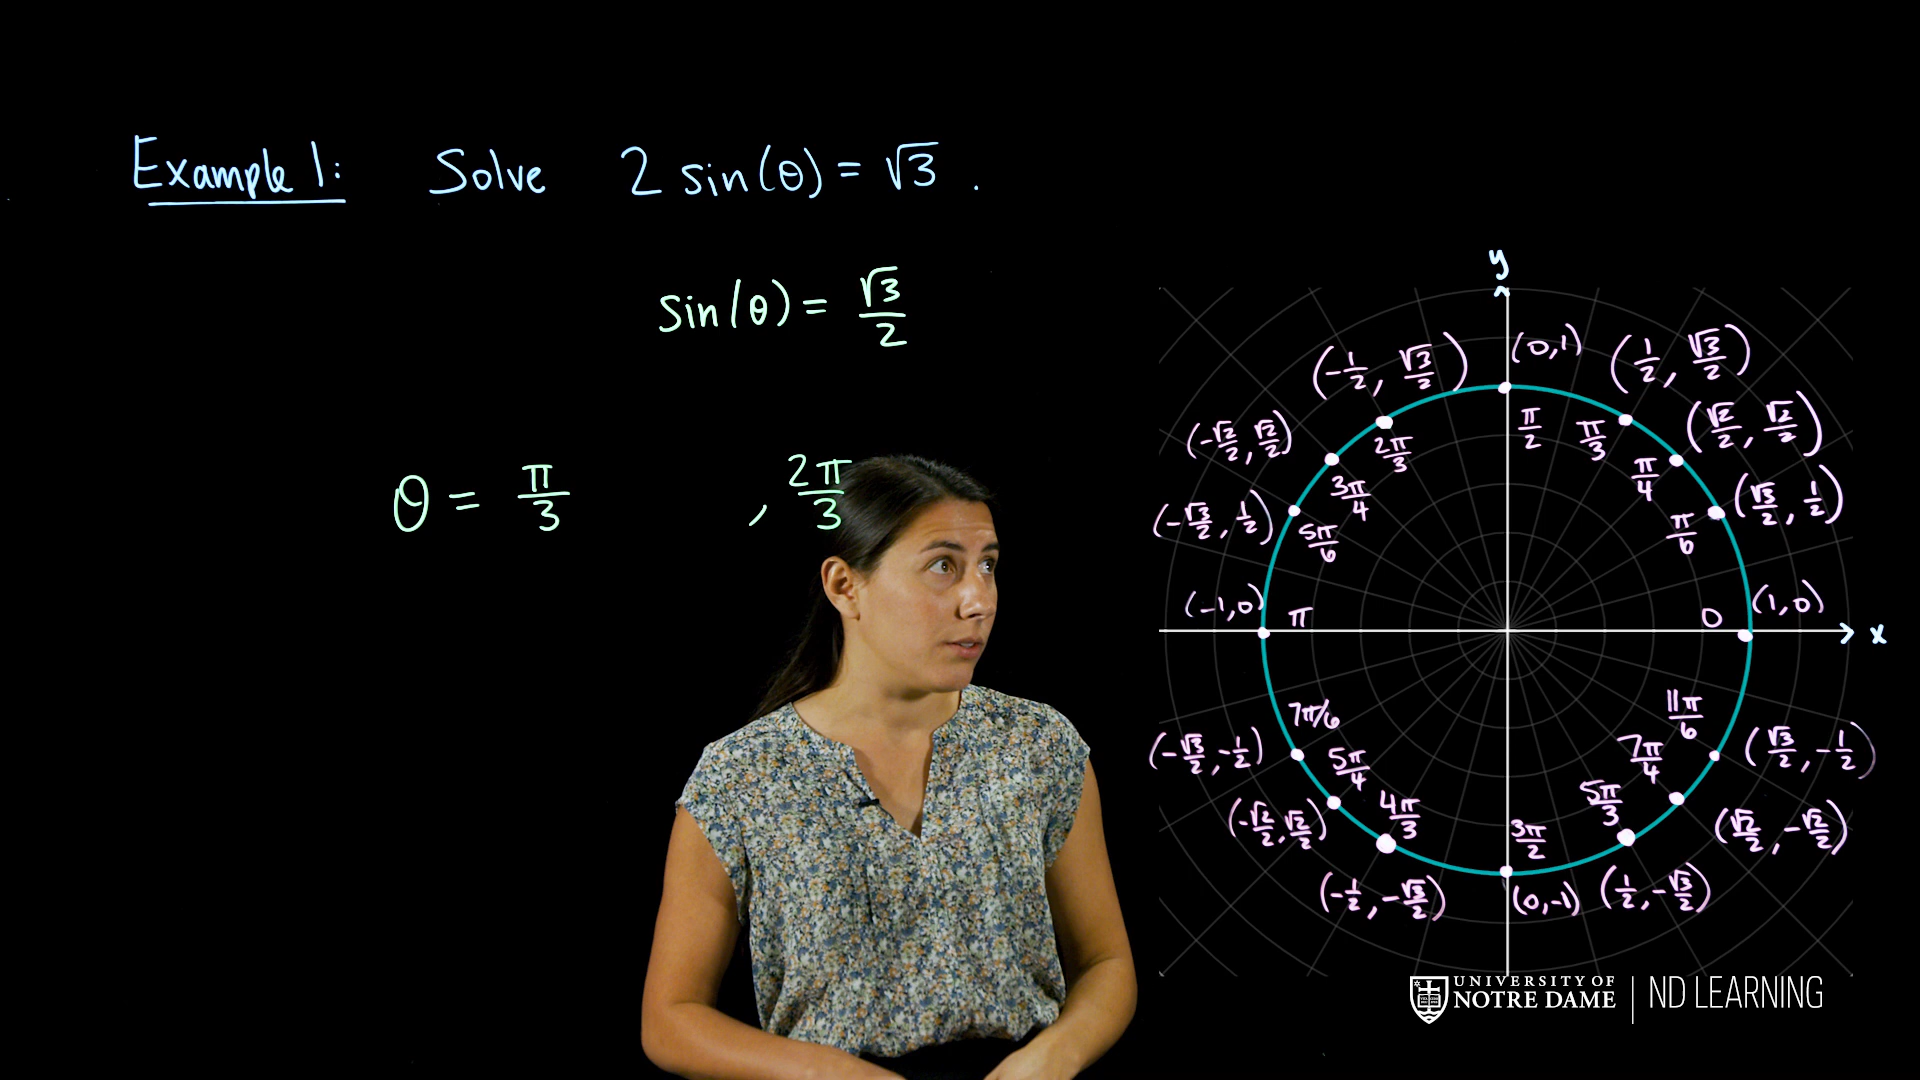 Example 1: Solve 2 sin(θ) = √3 .
sin(θ) = √3/2
θ = π/3 , 2π/3
y
(0,1)
(-1/2, √3/2)
(1/2, √3/2)
(-√2/2, √2/2)
(√2/2, √2/2)
(-√3/2, 1/2)
(√3/2, 1/2)
π/2
π/3
2π/3
π/4
3π/4
π/6
5π/6
(-1,0) π
0 (1,0)
x
7π/6
11π/6
(-√3/2, -1/2)
(√3/2, -1/2)
5π/4
7π/4
4π/3
5π/3
(-√2/2, √2/2)
3π/2
(√2/2, -√2/2)
(-1/2, -√3/2)
(0,-1)
(1/2, -√3/2)
UNIVERSITY OF
NOTRE DAME | ND LEARNING